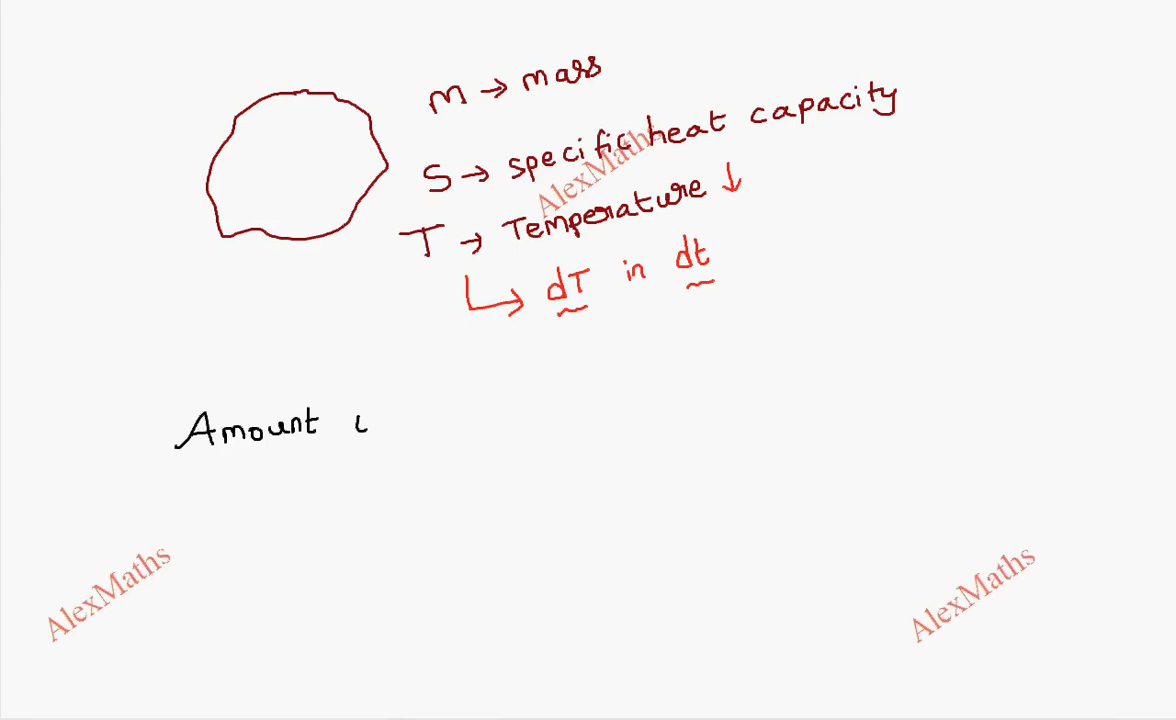 m → mass
S → specific heat capacity
T → Temperature ↓
dT in dt
Amount
AlexMaths
AlexMaths
AlexMaths